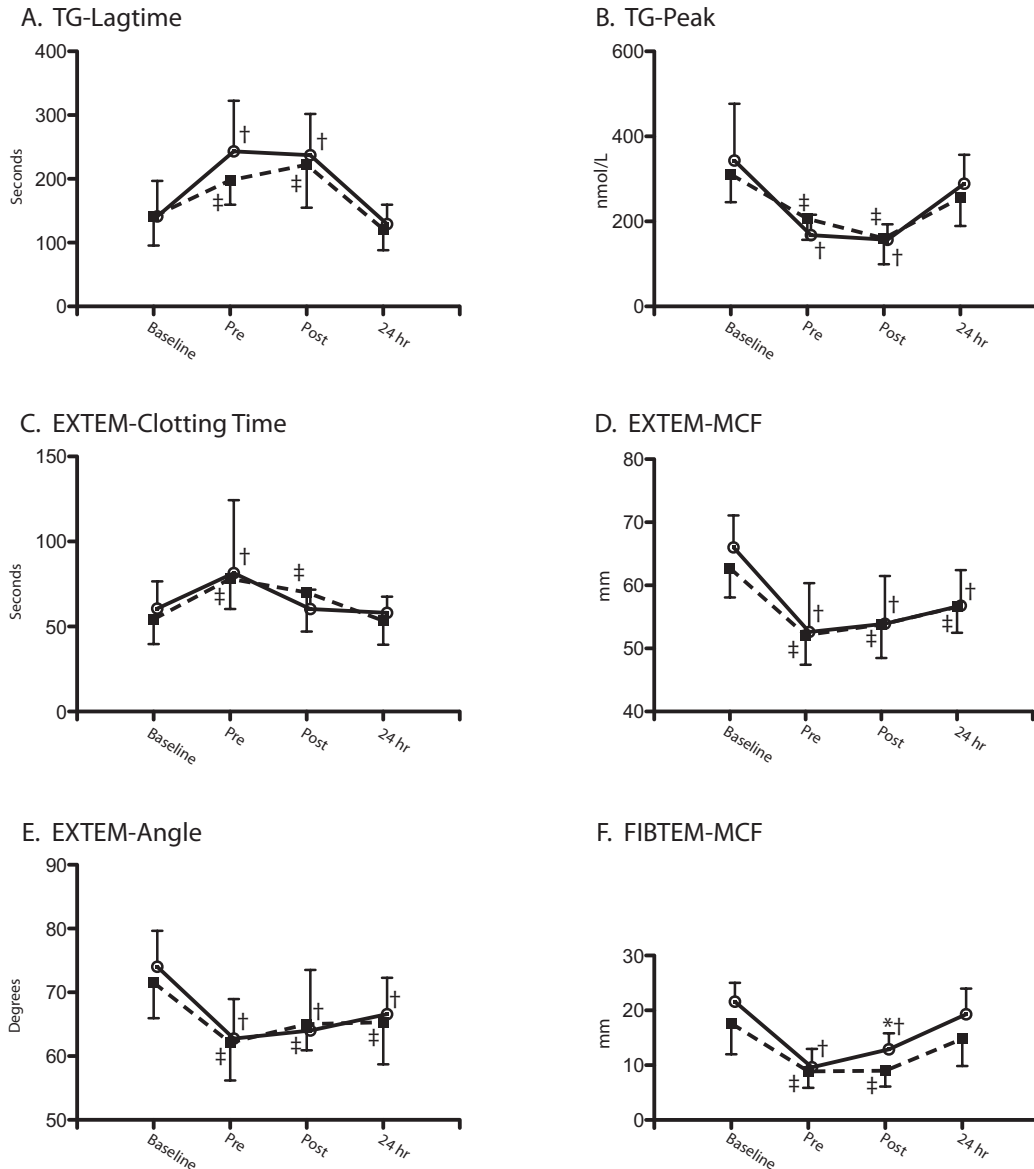 A. TG-Lagtime
400
300
200
100
0
Seconds
†
†
‡
‡
Baseline
Pre
Post
24 hr
B. TG-Peak
600
400
200
0
nmol/L
‡
‡
†
†
Baseline
Pre
Post
24 hr
C. EXTEM-Clotting Time
150
100
50
0
Seconds
†
‡
‡
Baseline
Pre
Post
24 hr
D. EXTEM-MCF
80
70
60
50
40
mm
†
†
†
‡
‡
‡
Baseline
Pre
Post
24 hr
E. EXTEM-Angle
90
80
70
60
50
Degrees
†
†
†
‡
‡
‡
Baseline
Pre
Post
24 hr
F. FIBTEM-MCF
30
20
10
0
mm
†
*†
‡
‡
Baseline
Pre
Post
24 hr